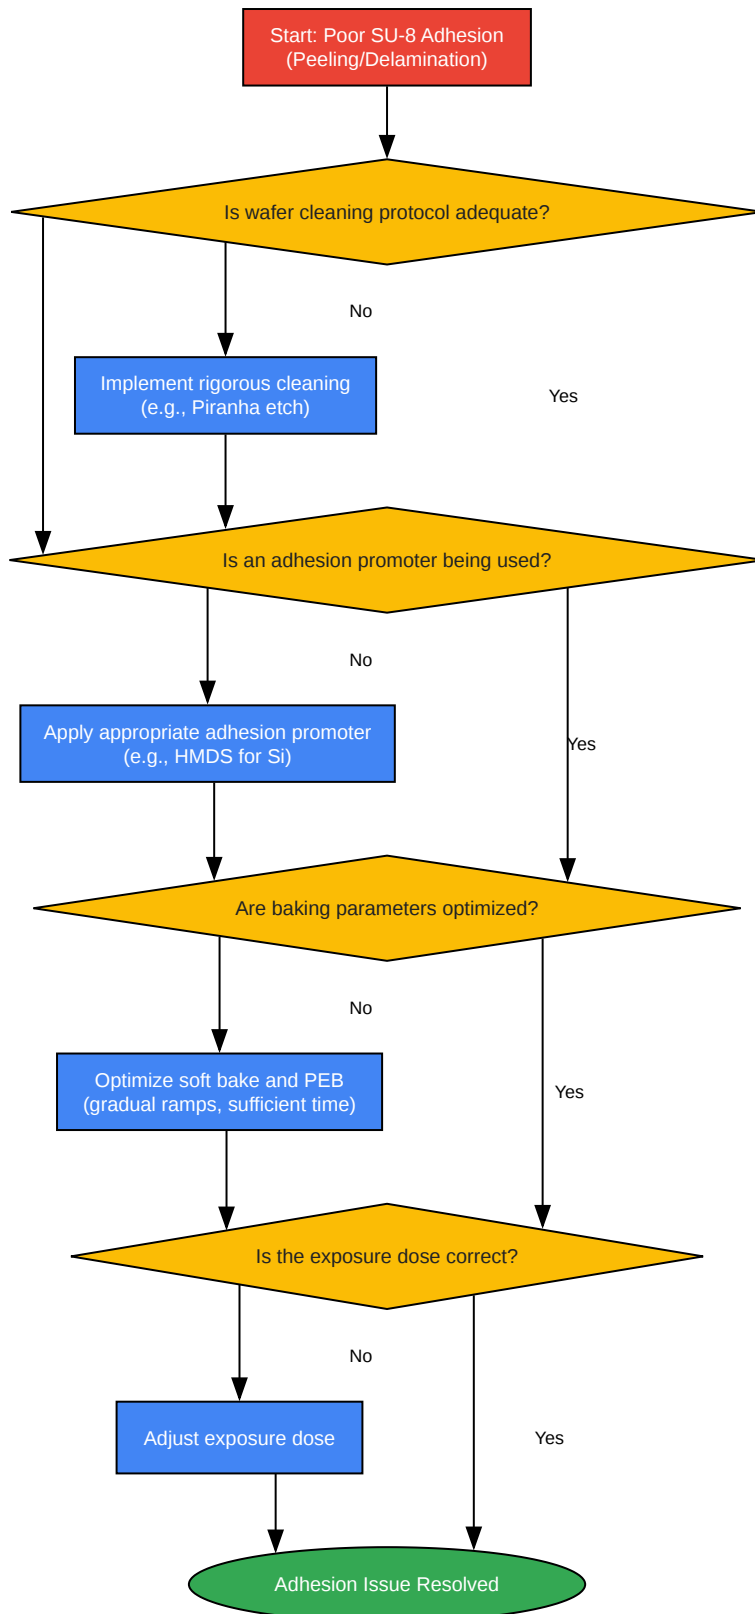 Start: Poor SU-8 Adhesion
(Peeling/Delamination)
Is wafer cleaning protocol adequate?
No
Implement rigorous cleaning
(e.g., Piranha etch)
Yes
Is an adhesion promoter being used?
No
Apply appropriate adhesion promoter
(e.g., HMDS for Si)
Yes
Are baking parameters optimized?
No
Optimize soft bake and PEB
(gradual ramps, sufficient time)
Yes
Is the exposure dose correct?
No
Adjust exposure dose
Yes
Adhesion Issue Resolved